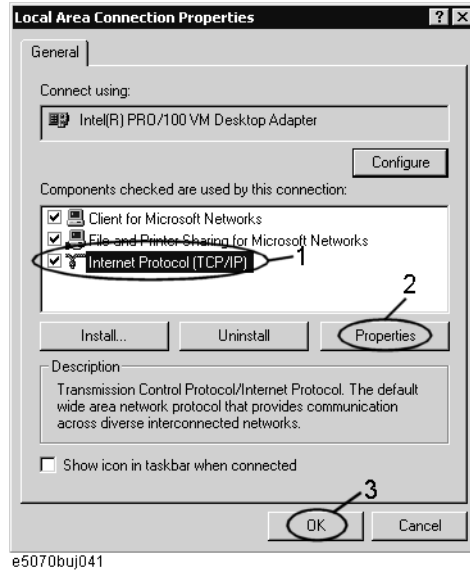 Local Area Connection Properties
General
Connect using:
Intel(R) PRO/100 VM Desktop Adapter
Configure
Components checked are used by this connection:
Client for Microsoft Networks
File and Printer Sharing for Microsoft Networks
Internet Protocol (TCP/IP)
1
2
Install...
Uninstall
Properties
Description
Transmission Control Protocol/Internet Protocol. The default
wide area network protocol that provides communication
across diverse interconnected networks.
Show icon in taskbar when connected
3
OK
Cancel
e5070buj041